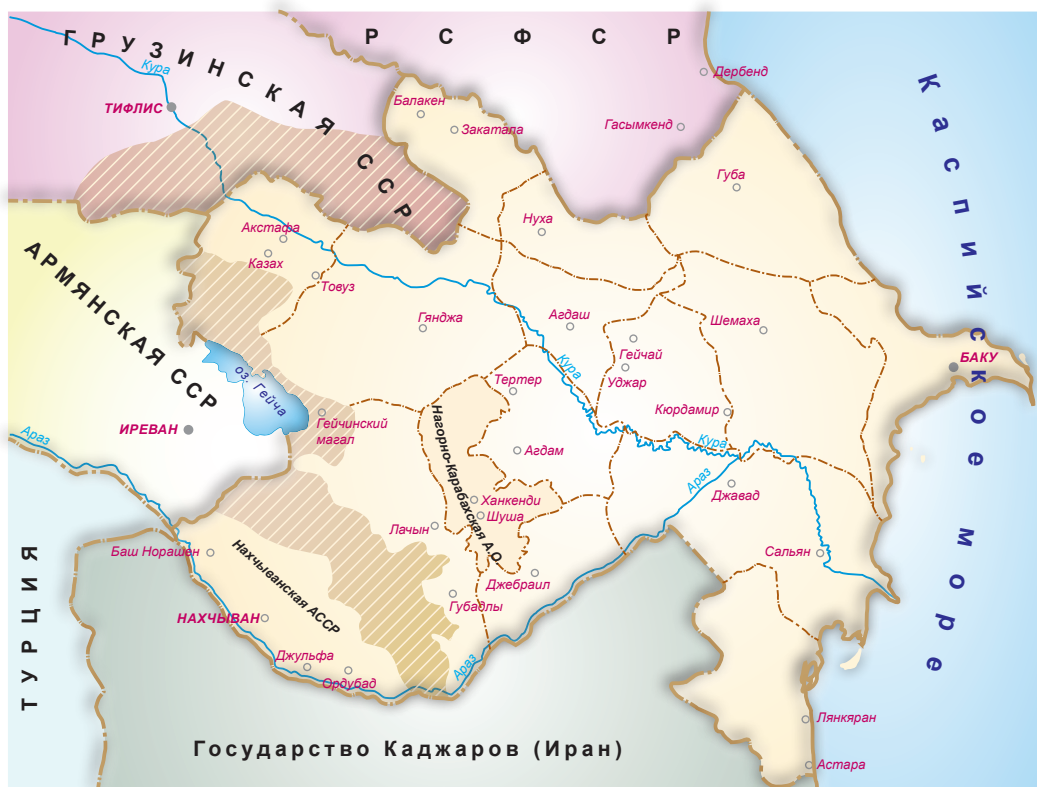 ГРУЗИНСКАЯ ССР
РСФСР
Каспийское море
Дербенд
Кура
Балакен
ТИФЛИС
Закатала
Гасымкенд
Губа
Нуха
Акстафа
Казах
Товуз
АРМЯНСКАЯ ССР
Гянджа
Агдаш
Шемаха
Гейчай
Кура
Уджар
БАКУ
оз. Гейча
Тертер
Гейчинский
магал
Кюрдамир
ИРЕВАН
Араз
Нагорно-Карабахская А.О.
Агдам
Кура
Араз
Джавад
Ханкенди
Шуша
Лачын
Баш Норашен
Сальян
ТУРЦИЯ
Нахчыванская АССР
Джебраил
Губадлы
НАХЧЫВАН
Джульфа
Ордубад
Араз
Лянкяран
Государство Каджаров (Иран)
Астара